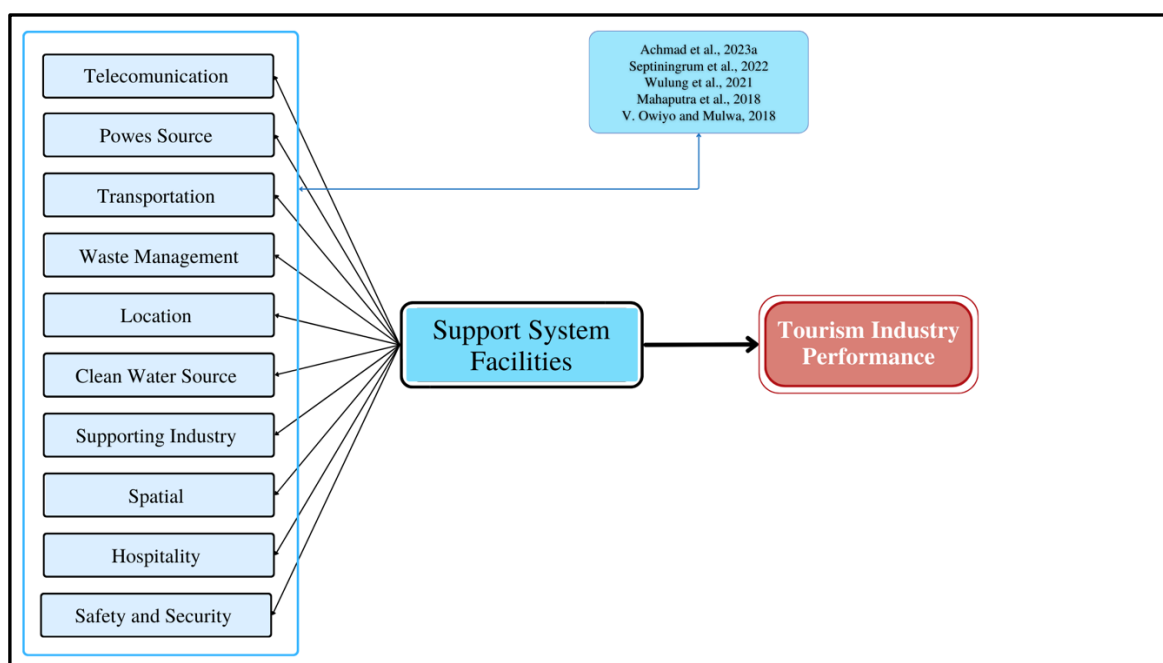 Telecomunication
Powes Source
Transportation
Waste Management
Location
Clean Water Source
Supporting Industry
Spatial
Hospitality
Safety and Security
Achmad et al., 2023a
Septiningrum et al., 2022
Wulung et al., 2021
Mahaputra et al., 2018
V. Owiyo and Mulwa, 2018
Support System
Facilities
Tourism Industry
Performance